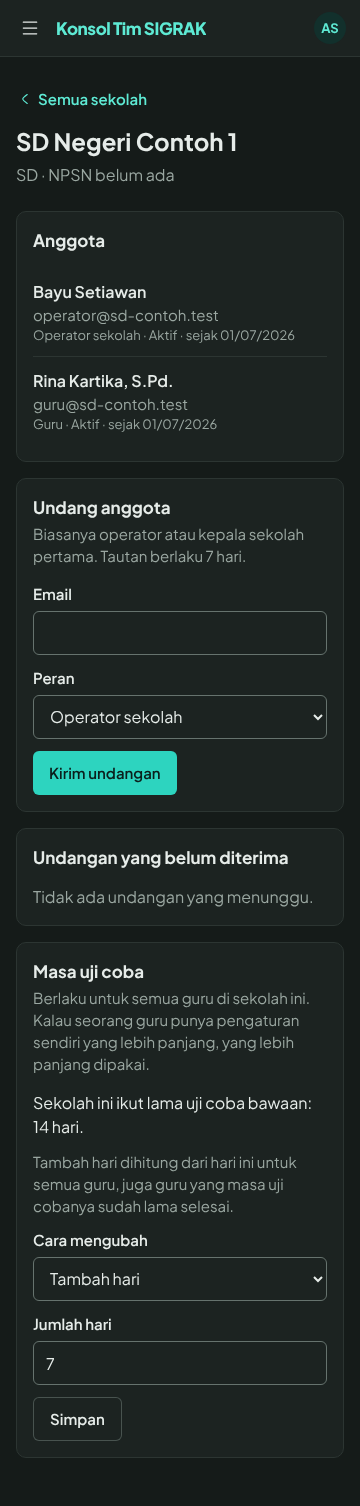 Konsol Tim SIGRAK
AS
Semua sekolah
SD Negeri Contoh 1
SD · NPSN belum ada
Anggota
Bayu Setiawan
operator@sd-contoh.test
Operator sekolah · Aktif · sejak 01/07/2026
Rina Kartika, S.Pd.
guru@sd-contoh.test
Guru · Aktif · sejak 01/07/2026
Undang anggota
Biasanya operator atau kepala sekolah
pertama. Tautan berlaku 7 hari.
Email
Peran
Operator sekolah
Kirim undangan
Undangan yang belum diterima
Tidak ada undangan yang menunggu.
Masa uji coba
Berlaku untuk semua guru di sekolah ini.
Kalau seorang guru punya pengaturan
sendiri yang lebih panjang, yang lebih
panjang dipakai.
Sekolah ini ikut lama uji coba bawaan:
14 hari.
Tambah hari dihitung dari hari ini untuk
semua guru, juga guru yang masa uji
cobanya sudah lama selesai.
Cara mengubah
Tambah hari
Jumlah hari
7
Simpan